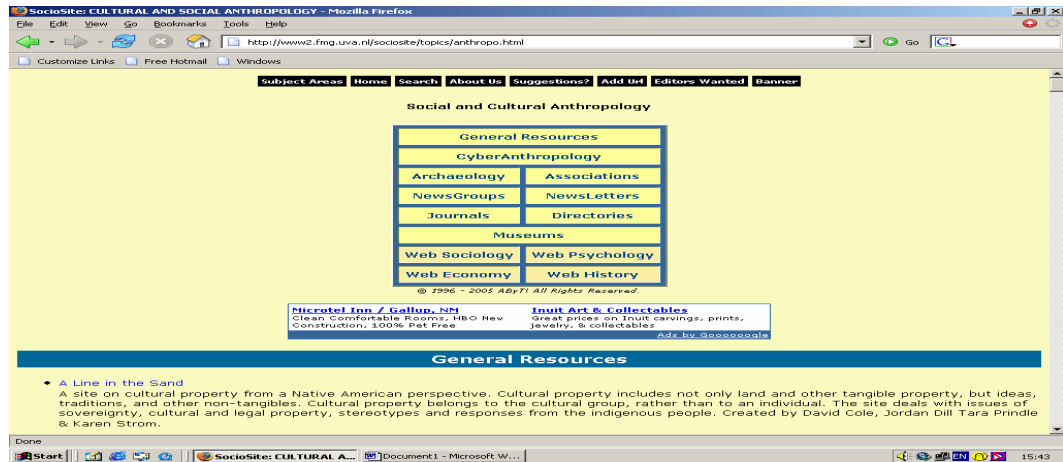 SocioSite: CULTURAL AND SOCIAL ANTHROPOLOGY - Mozilla Firefox
File Edit View Go Bookmarks Tools Help
http://www2.fmg.uva.nl/sociosite/topics/anthropo.html Go
Customize Links Free Hotmail Windows
Subject Areas Home Search About Us Suggestions? Add Url Editors Wanted Banner
Social and Cultural Anthropology
General Resources
CyberAnthropology
Archaeology Associations
NewsGroups NewsLetters
Journals Directories
Museums
Web Sociology Web Psychology
Web Economy Web History
© 1996 - 2005 AByT! All Rights Reserved.
Microtel Inn / Gallup, NM Inuit Art & Collectables
Clean Comfortable Rooms, HBO New Great prices on Inuit carvings, prints,
Construction, 100% Pet Free jewelry, & collectables
Ads by Goooooogle
General Resources
A Line in the Sand
A site on cultural property from a Native American perspective. Cultural property includes not only land and other tangible property, but ideas,
traditions, and other non-tangibles. Cultural property belongs to the cultural group, rather than to an individual. The site deals with issues of
sovereignty, cultural and legal property, stereotypes and responses from the indigenous people. Created by David Cole, Jordan Dill Tara Prindle
& Karen Strom.
Done
Start SocioSite: CULTURAL A... Document1 - Microsoft W... EN 15:43